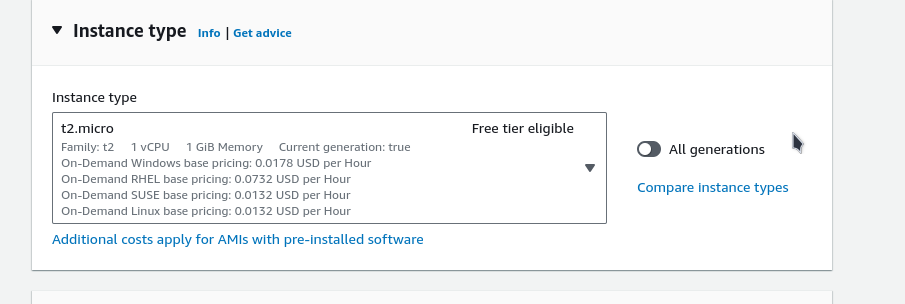 Instance type Info | Get advice
Instance type
t2.micro Free tier eligible
Family: t2 1 vCPU 1 GiB Memory Current generation: true
On-Demand Windows base pricing: 0.0178 USD per Hour
On-Demand RHEL base pricing: 0.0732 USD per Hour
On-Demand SUSE base pricing: 0.0132 USD per Hour
On-Demand Linux base pricing: 0.0132 USD per Hour
All generations
Compare instance types
Additional costs apply for AMIs with pre-installed software